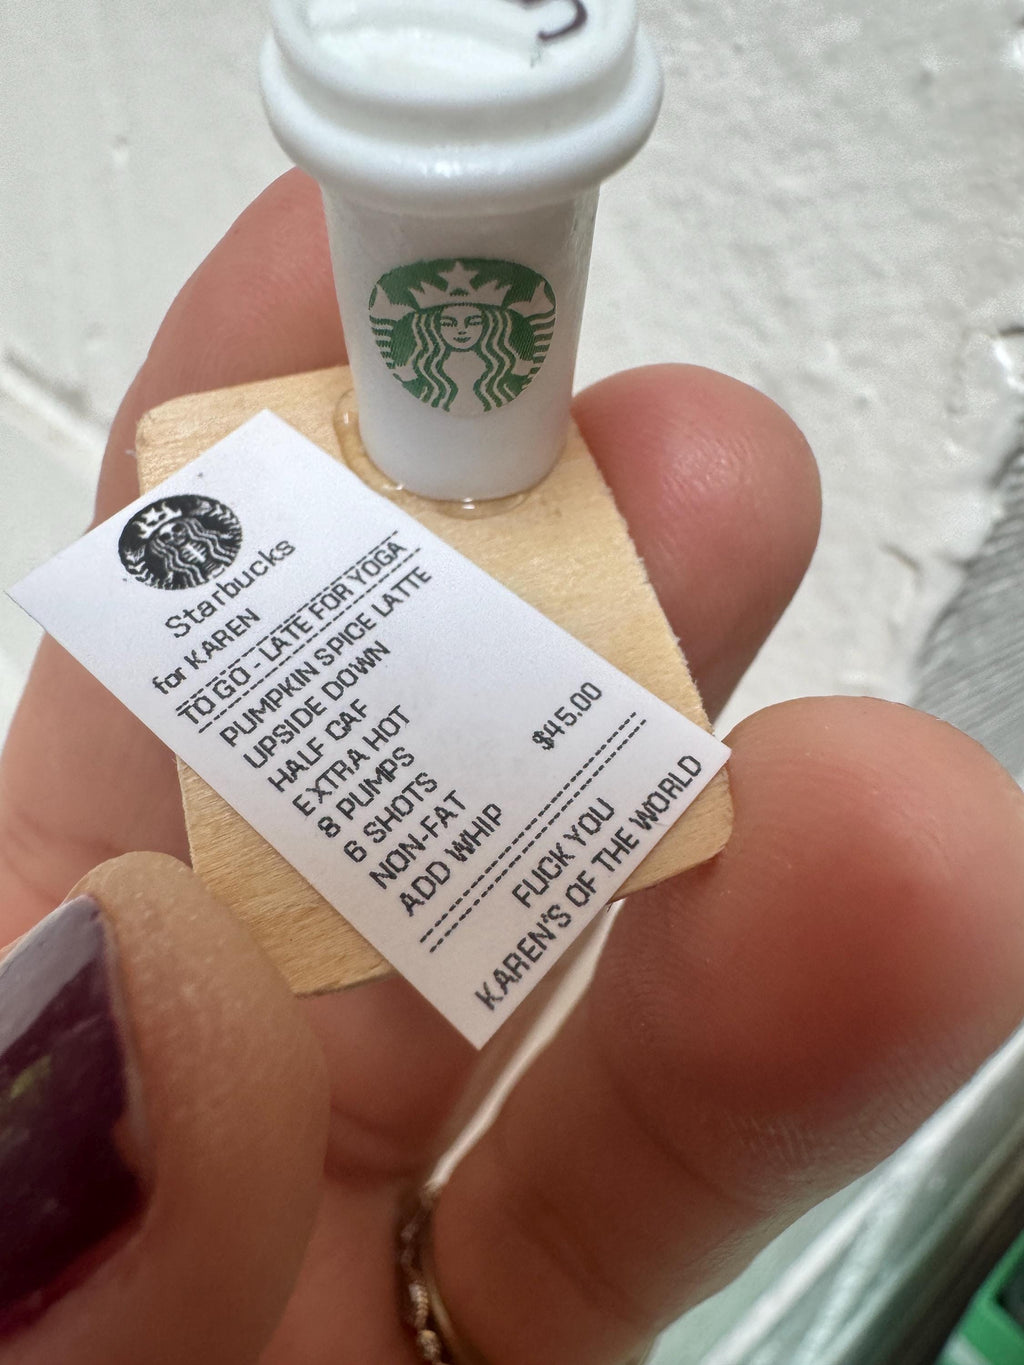 Starbucks
for KAREN
TO GO - LATE FOR YOGA
PUMPKIN SPICE LATTE
UPSIDE DOWN
HALF CAF
EXTRA HOT
8 PUMPS
6 SHOTS
NON-FAT
ADD WHIP
$45.00
FUCK YOU
KAREN'S OF THE WORLD